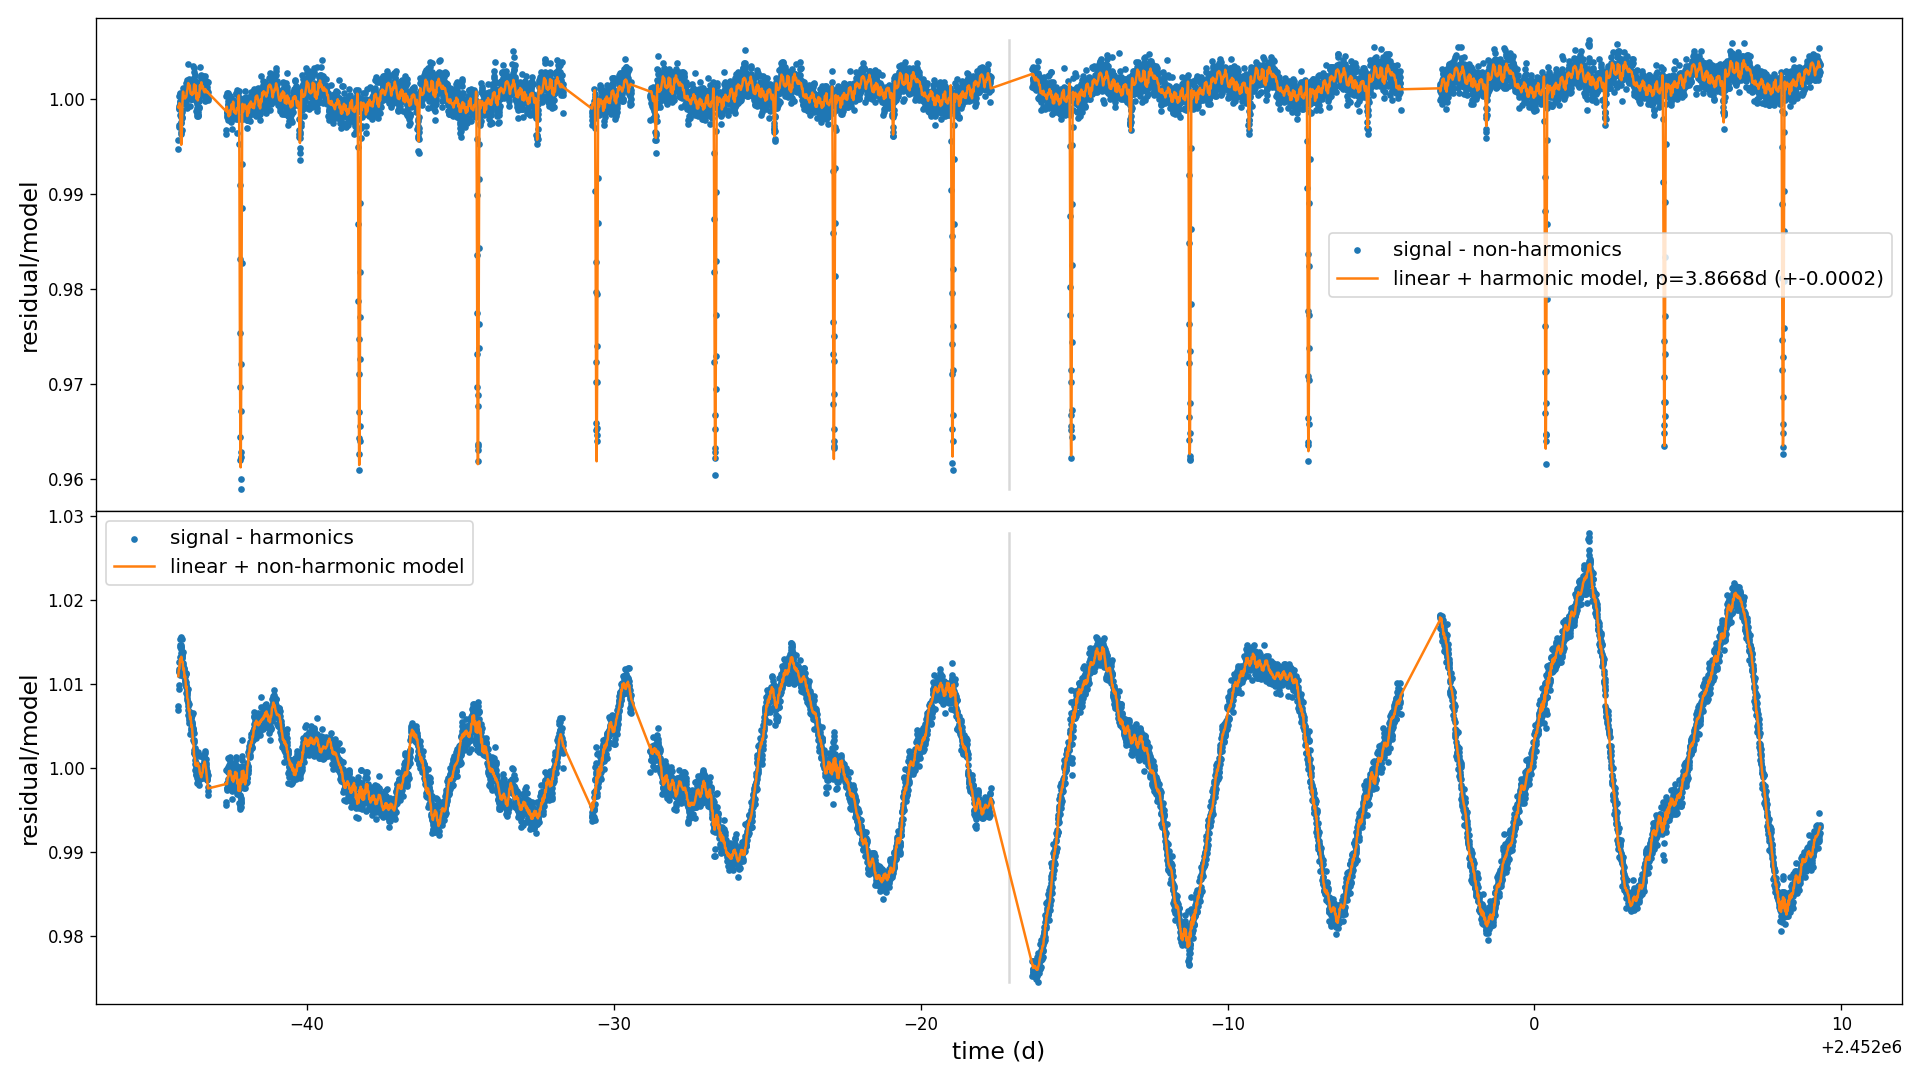 residual/model
1.00
0.99
0.98
0.97
0.96
signal - non-harmonics
linear + harmonic model, p=3.8668d (+-0.0002)
residual/model
1.03
1.02
1.01
1.00
0.99
0.98
signal - harmonics
linear + non-harmonic model
−40
−30
−20
−10
0
10
time (d)
+2.452e6